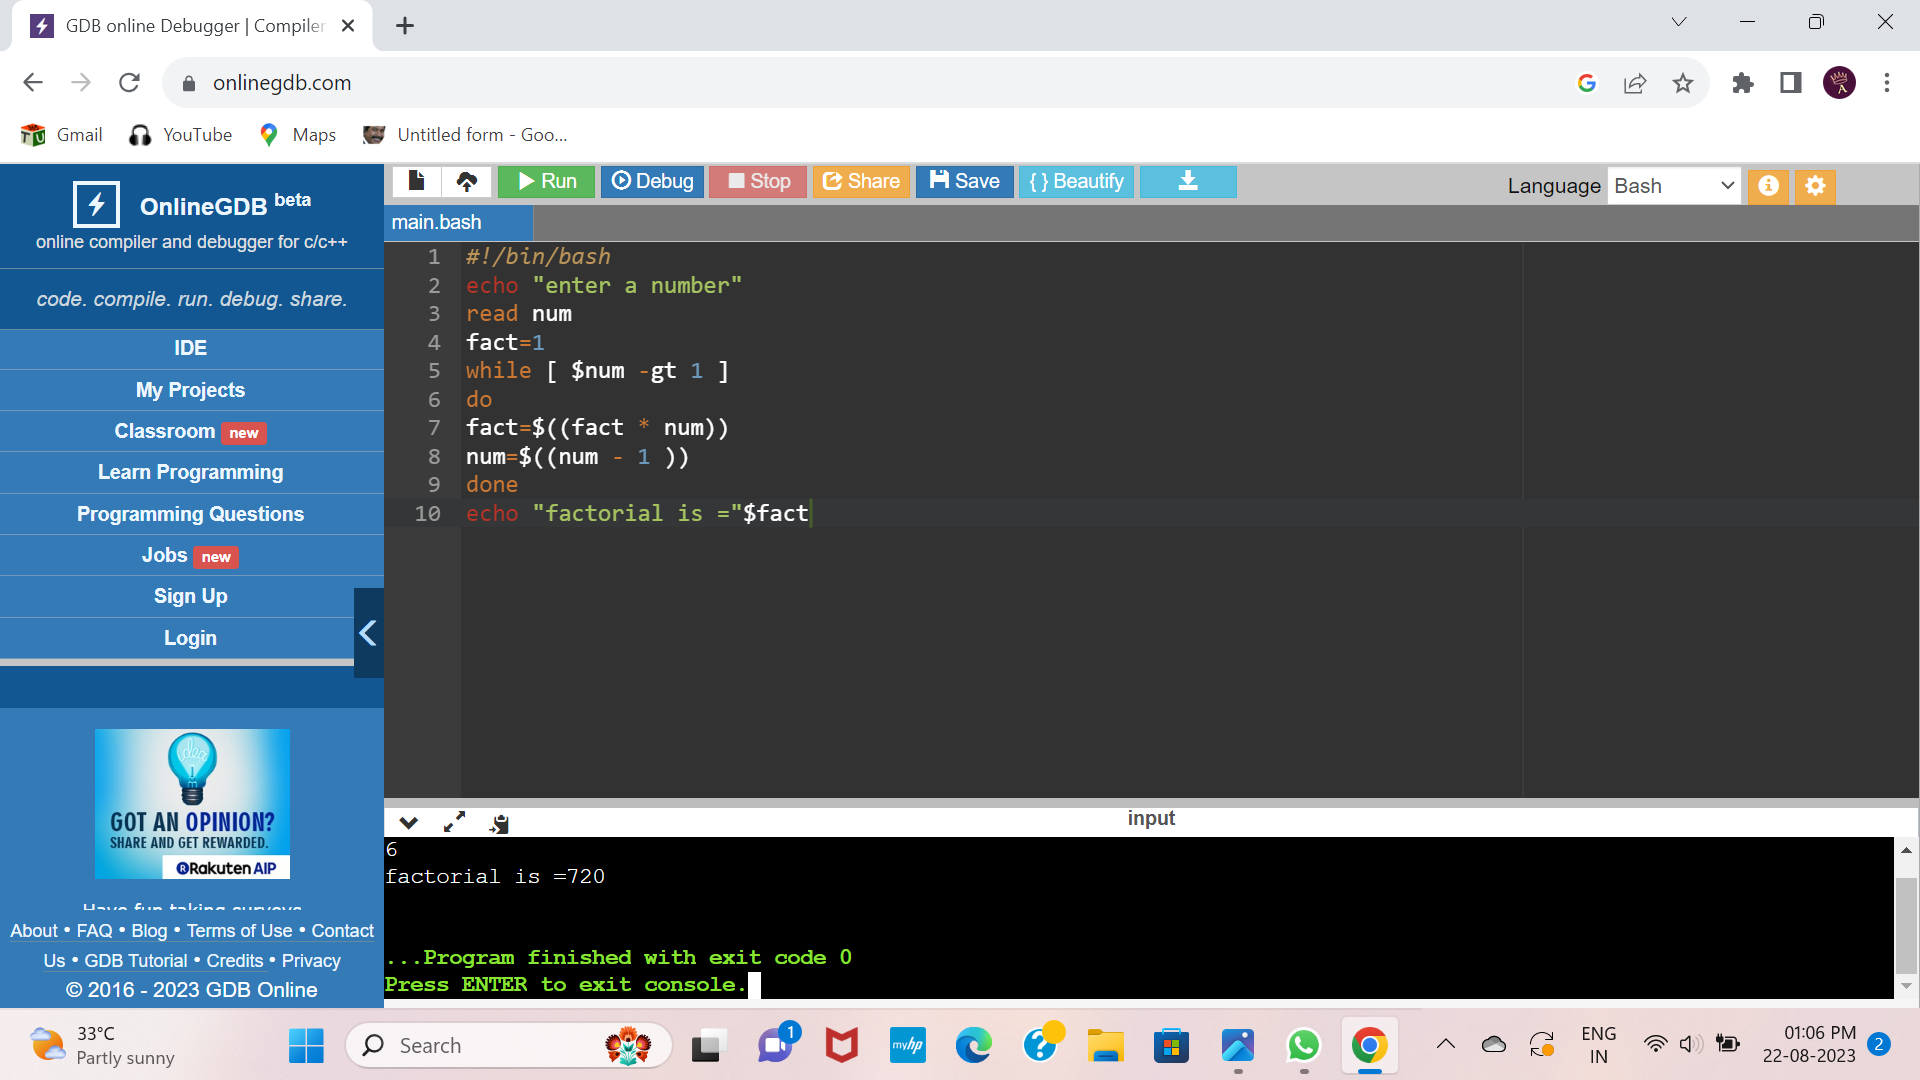 GDB online Debugger | Compiler
onlinegdb.com
Gmail
YouTube
Maps
Untitled form - Goo...
OnlineGDB beta
online compiler and debugger for c/c++
code. compile. run. debug. share.
IDE
My Projects
Classroom new
Learn Programming
Programming Questions
Jobs new
Sign Up
Login
idea
GOT AN OPINION?
SHARE AND GET REWARDED.
Rakuten AIP
Have fun taking surveys
About • FAQ • Blog • Terms of Use • Contact
Us • GDB Tutorial • Credits • Privacy
© 2016 - 2023 GDB Online
Run
Debug
Stop
Share
Save
{ } Beautify
Language
Bash
main.bash
1 #!/bin/bash
2 echo "enter a number"
3 read num
4 fact=1
5 while [ $num -gt 1 ]
6 do
7 fact=$((fact * num))
8 num=$((num - 1 ))
9 done
10 echo "factorial is ="$fact
input
6
factorial is =720
...Program finished with exit code 0
Press ENTER to exit console.
33°C
Partly sunny
Search
1
myhp
ENG
IN
01:06 PM
22-08-2023
2